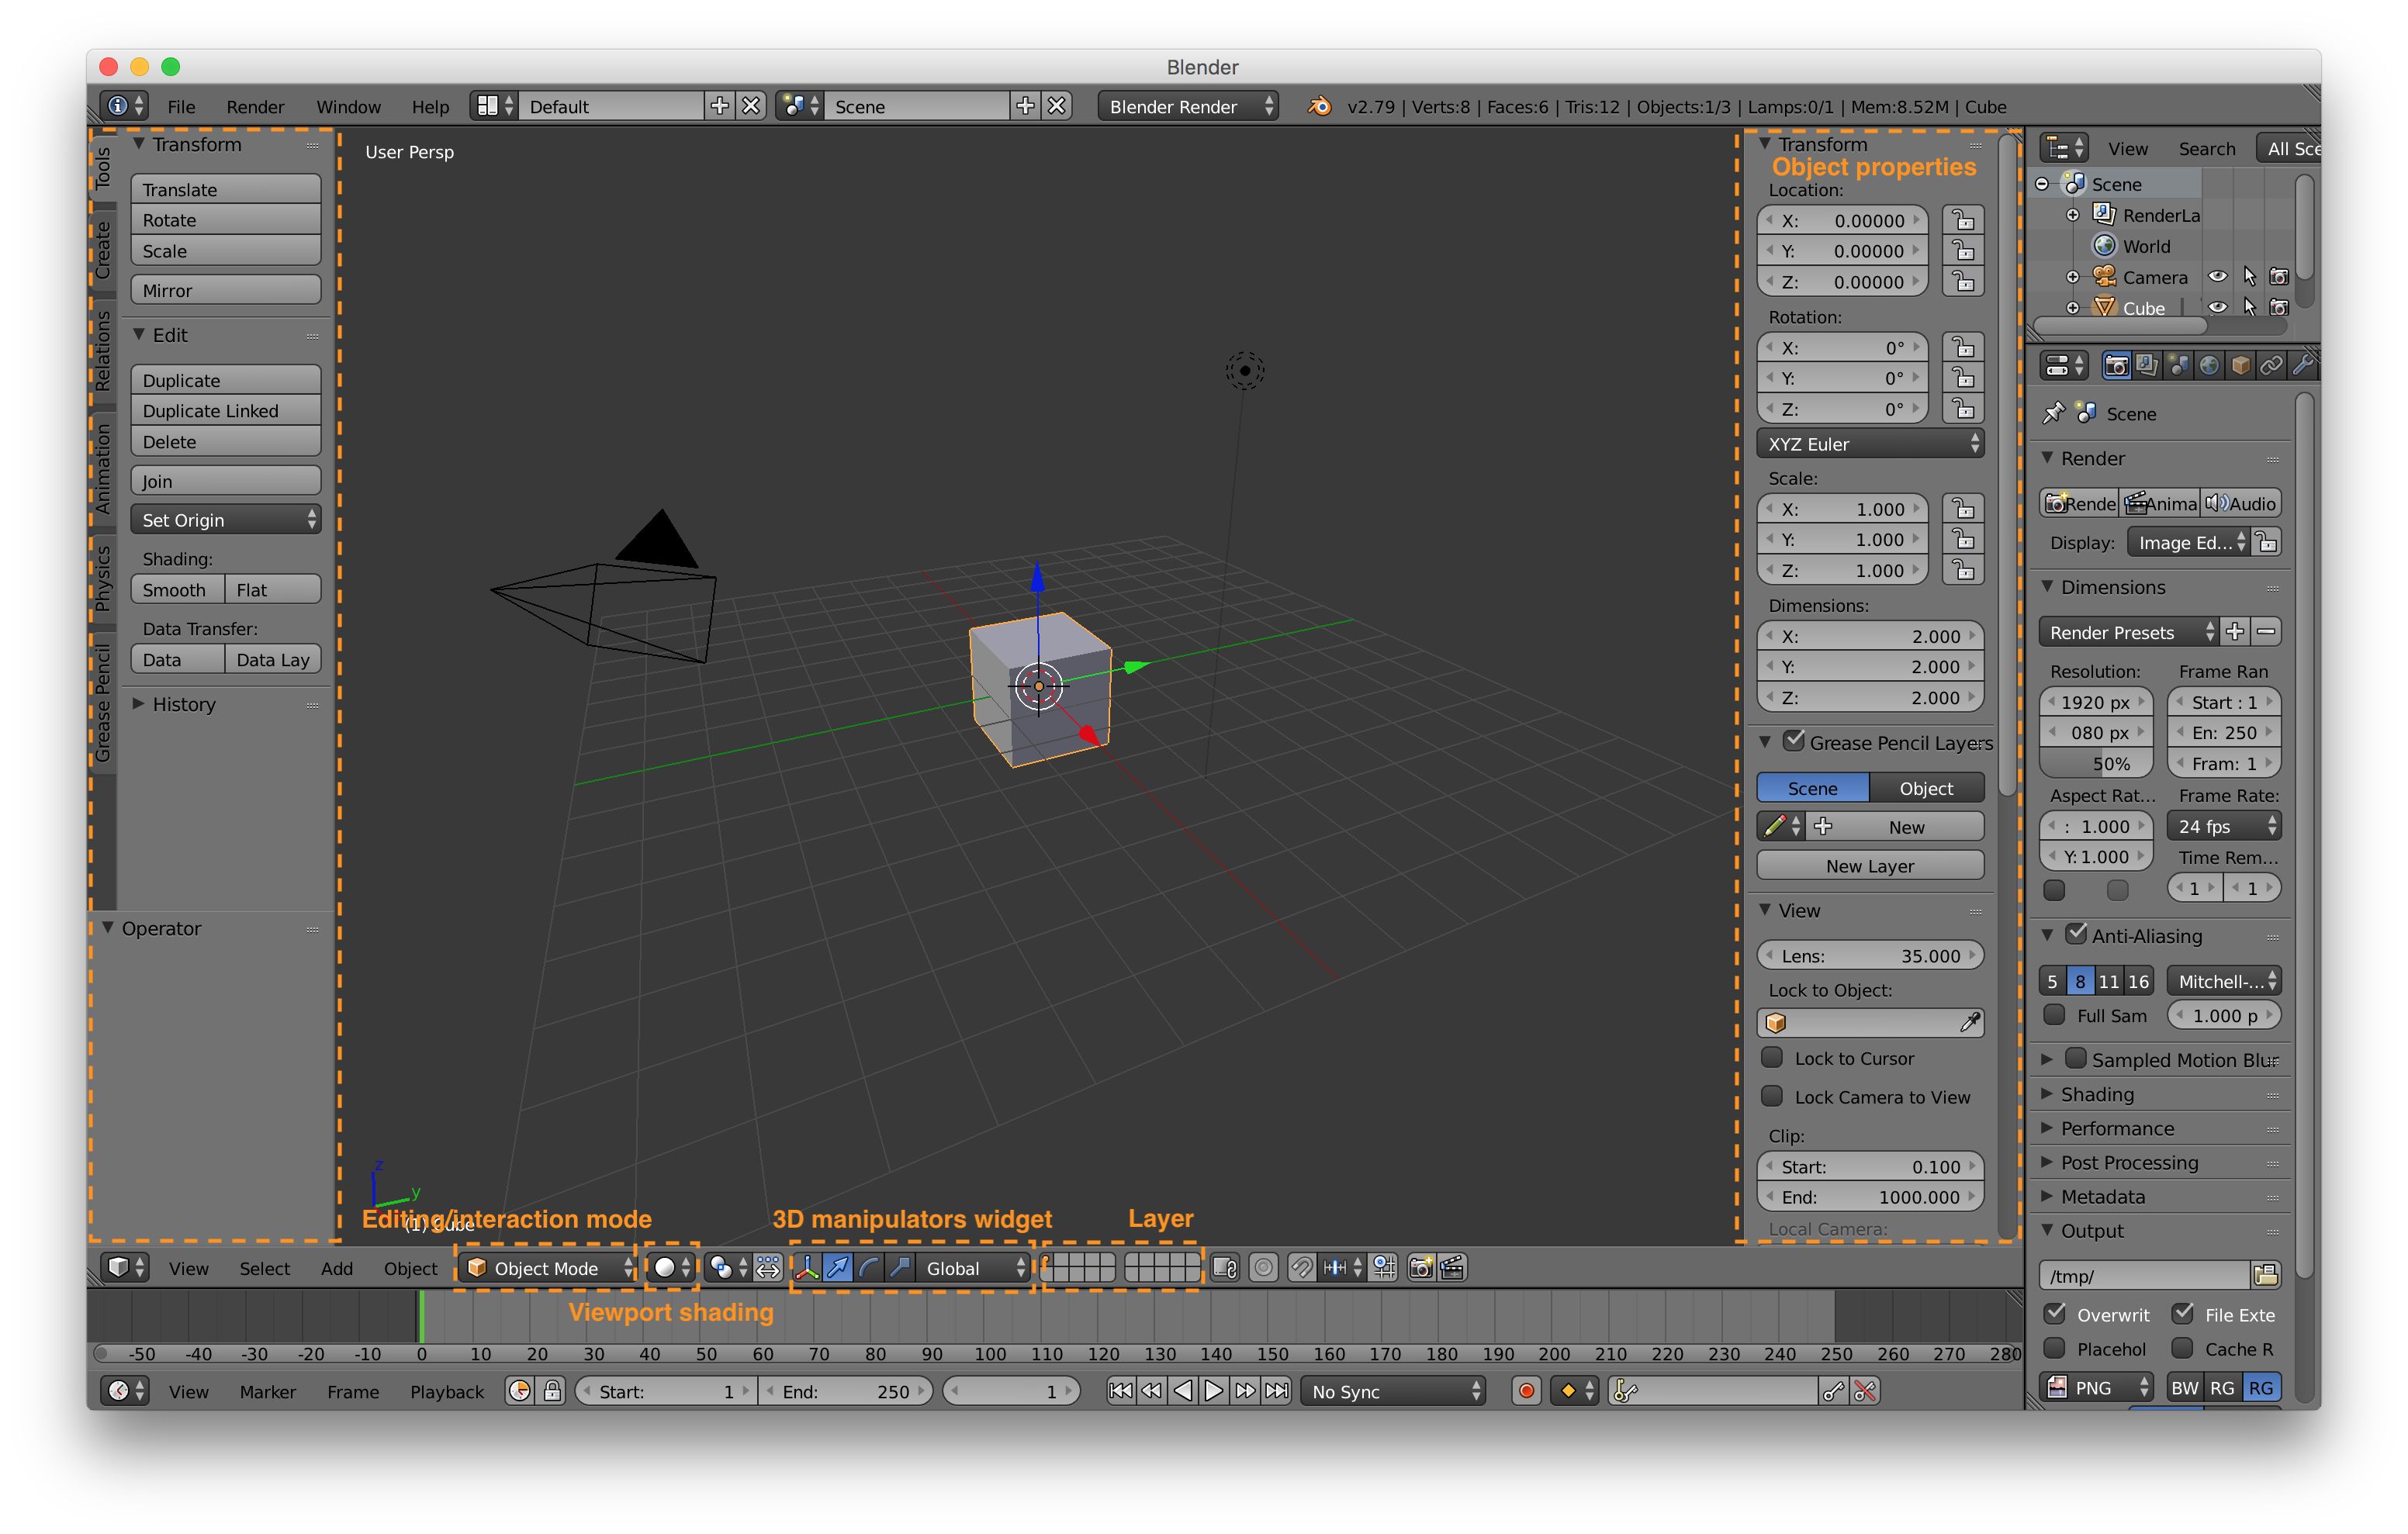 Blender
File Render Window Help Default Scene Blender Render v2.79 | Verts:8 | Faces:6 | Tris:12 | Objects:1/3 | Lamps:0/1 | Mem:8.52M | Cube
Tools
Create
Relations
Animation
Physics
Grease Pencil
Transform
Translate
Rotate
Scale
Mirror
Edit
Duplicate
Duplicate Linked
Delete
Join
Set Origin
Shading:
Smooth Flat
Data Transfer:
Data Data Lay
History
Operator
User Persp
z
y
(1) Cube
Editing/interaction mode
3D manipulators widget
Layer
Transform
Object properties
Location:
X: 0.00000
Y: 0.00000
Z: 0.00000
Rotation:
X: 0°
Y: 0°
Z: 0°
XYZ Euler
Scale:
X: 1.000
Y: 1.000
Z: 1.000
Dimensions:
X: 2.000
Y: 2.000
Z: 2.000
Grease Pencil Layers
Scene Object
New
New Layer
View
Lens: 35.000
Lock to Object:
Lock to Cursor
Lock Camera to View
Clip:
Start: 0.100
End: 1000.000
Local Camera:
View Search All Sce
Scene
RenderLa
World
Camera
Cube
Scene
Render
Rende Anima Audio
Display: Image Ed...
Dimensions
Render Presets
Resolution: Frame Ran
1920 px Start : 1
080 px En: 250
50% Fram: 1
Aspect Rat... Frame Rate:
: 1.000 24 fps
Y: 1.000 Time Rem...
1 1
Anti-Aliasing
5 8 11 16 Mitchell-...
Full Sam 1.000 p
Sampled Motion Blur
Shading
Performance
Post Processing
Metadata
Output
/tmp/
Overwrit File Exte
Placehol Cache R
PNG BW RG RG
View Select Add Object Object Mode Global
Viewport shading
-50 -40 -30 -20 -10 0 10 20 30 40 50 60 70 80 90 100 110 120 130 140 150 160 170 180 190 200 210 220 230 240 250 260 270 280
View Marker Frame Playback Start: 1 End: 250 1 No Sync